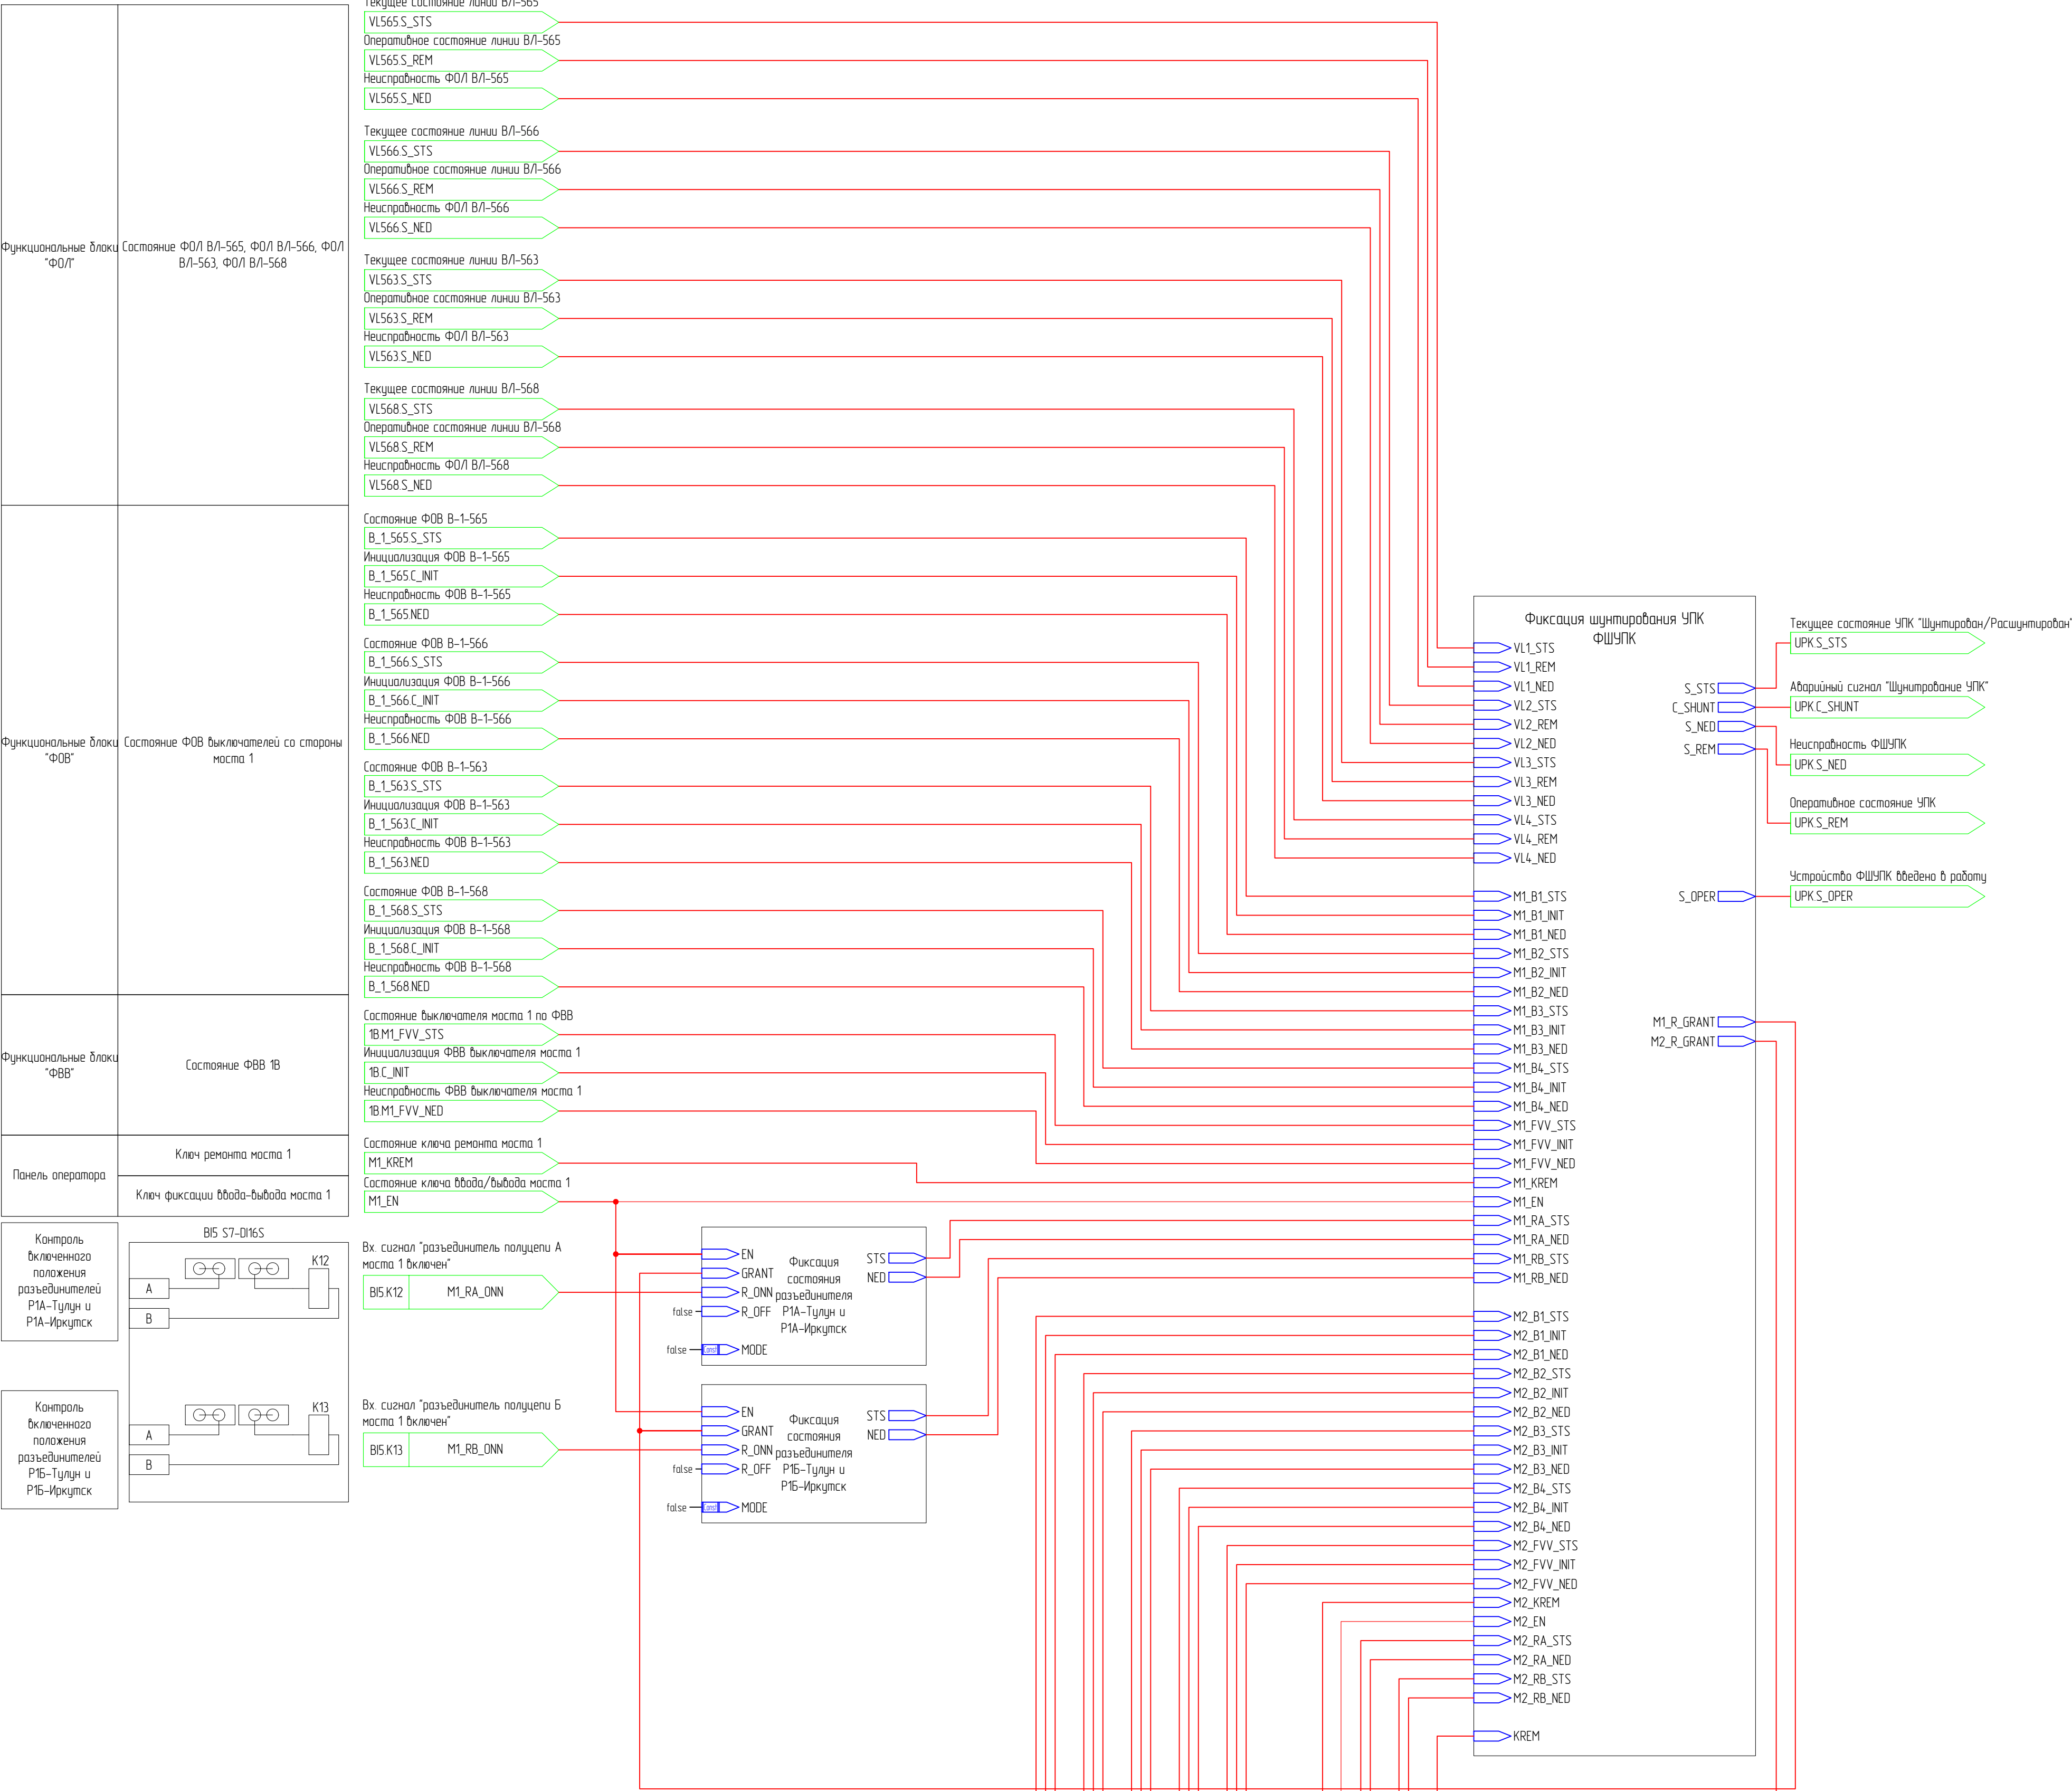 Функциональные блоки
"ФОЛ"
Состояние ФОЛ ВЛ-565, ФОЛ ВЛ-566, ФОЛ
ВЛ-563, ФОЛ ВЛ-568
Функциональные блоки
"ФОВ"
Состояние ФОВ выключателей со стороны
моста 1
Функциональные блоки
"ФВВ"
Состояние ФВВ 1В
Панель оператора
Ключ ремонта моста 1
Ключ фиксации ввода-вывода моста 1
Контроль
включенного
положения
разъединителей
Р1А-Тулун и
Р1А-Иркутск
BI5 S7-DI16S
A
B
K12
Контроль
включенного
положения
разъединителей
Р1Б-Тулун и
Р1Б-Иркутск
A
B
K13
Текущее состояние линии ВЛ-565
VL565.S_STS
Оперативное состояние линии ВЛ-565
VL565.S_REM
Неисправность ФОЛ ВЛ-565
VL565.S_NED
Текущее состояние линии ВЛ-566
VL566.S_STS
Оперативное состояние линии ВЛ-566
VL566.S_REM
Неисправность ФОЛ ВЛ-566
VL566.S_NED
Текущее состояние линии ВЛ-563
VL563.S_STS
Оперативное состояние линии ВЛ-563
VL563.S_REM
Неисправность ФОЛ ВЛ-563
VL563.S_NED
Текущее состояние линии ВЛ-568
VL568.S_STS
Оперативное состояние линии ВЛ-568
VL568.S_REM
Неисправность ФОЛ ВЛ-568
VL568.S_NED
Состояние ФОВ В-1-565
B_1_565.S_STS
Инициализация ФОВ В-1-565
B_1_565.C_INIT
Неисправность ФОВ В-1-565
B_1_565.NED
Состояние ФОВ В-1-566
B_1_566.S_STS
Инициализация ФОВ В-1-566
B_1_566.C_INIT
Неисправность ФОВ В-1-566
B_1_566.NED
Состояние ФОВ В-1-563
B_1_563.S_STS
Инициализация ФОВ В-1-563
B_1_563.C_INIT
Неисправность ФОВ В-1-563
B_1_563.NED
Состояние ФОВ В-1-568
B_1_568.S_STS
Инициализация ФОВ В-1-568
B_1_568.C_INIT
Неисправность ФОВ В-1-568
B_1_568.NED
Состояние выключателя моста 1 по ФВВ
1B.M1_FVV_STS
Инициализация ФВВ выключателя моста 1
1B.C_INIT
Неисправность ФВВ выключателя моста 1
1B.M1_FVV_NED
Состояние ключа ремонта моста 1
M1_KREM
Состояние ключа ввода/вывода моста 1
M1_EN
Вх. сигнал "разъединитель полуцепи А
моста 1 включен"
BI5.K12
M1_RA_ONN
Вх. сигнал "разъединитель полуцепи Б
моста 1 включен"
BI5.K13
M1_RB_ONN
EN
GRANT
R_ONN
false
R_OFF
false
Const
MODE
Фиксация
состояния
разъединителя
Р1А-Тулун и
Р1А-Иркутск
STS
NED
EN
GRANT
R_ONN
false
R_OFF
false
Const
MODE
Фиксация
состояния
разъединителя
Р1Б-Тулун и
Р1Б-Иркутск
STS
NED
Фиксация шунтирования УПК
ФШУПК
VL1_STS
VL1_REM
VL1_NED
VL2_STS
VL2_REM
VL2_NED
VL3_STS
VL3_REM
VL3_NED
VL4_STS
VL4_REM
VL4_NED
M1_B1_STS
M1_B1_INIT
M1_B1_NED
M1_B2_STS
M1_B2_INIT
M1_B2_NED
M1_B3_STS
M1_B3_INIT
M1_B3_NED
M1_B4_STS
M1_B4_INIT
M1_B4_NED
M1_FVV_STS
M1_FVV_INIT
M1_FVV_NED
M1_KREM
M1_EN
M1_RA_STS
M1_RA_NED
M1_RB_STS
M1_RB_NED
M2_B1_STS
M2_B1_INIT
M2_B1_NED
M2_B2_STS
M2_B2_INIT
M2_B2_NED
M2_B3_STS
M2_B3_INIT
M2_B3_NED
M2_B4_STS
M2_B4_INIT
M2_B4_NED
M2_FVV_STS
M2_FVV_INIT
M2_FVV_NED
M2_KREM
M2_EN
M2_RA_STS
M2_RA_NED
M2_RB_STS
M2_RB_NED
KREM
S_STS
C_SHUNT
S_NED
S_REM
S_OPER
M1_R_GRANT
M2_R_GRANT
Текущее состояние УПК "Шунтирован/Расшунтирован"
UPK.S_STS
Аварийный сигнал "Шунитрование УПК"
UPK.C_SHUNT
Неисправность ФШУПК
UPK.S_NED
Оперативное состояние УПК
UPK.S_REM
Устройство ФШУПК введено в работу
UPK.S_OPER